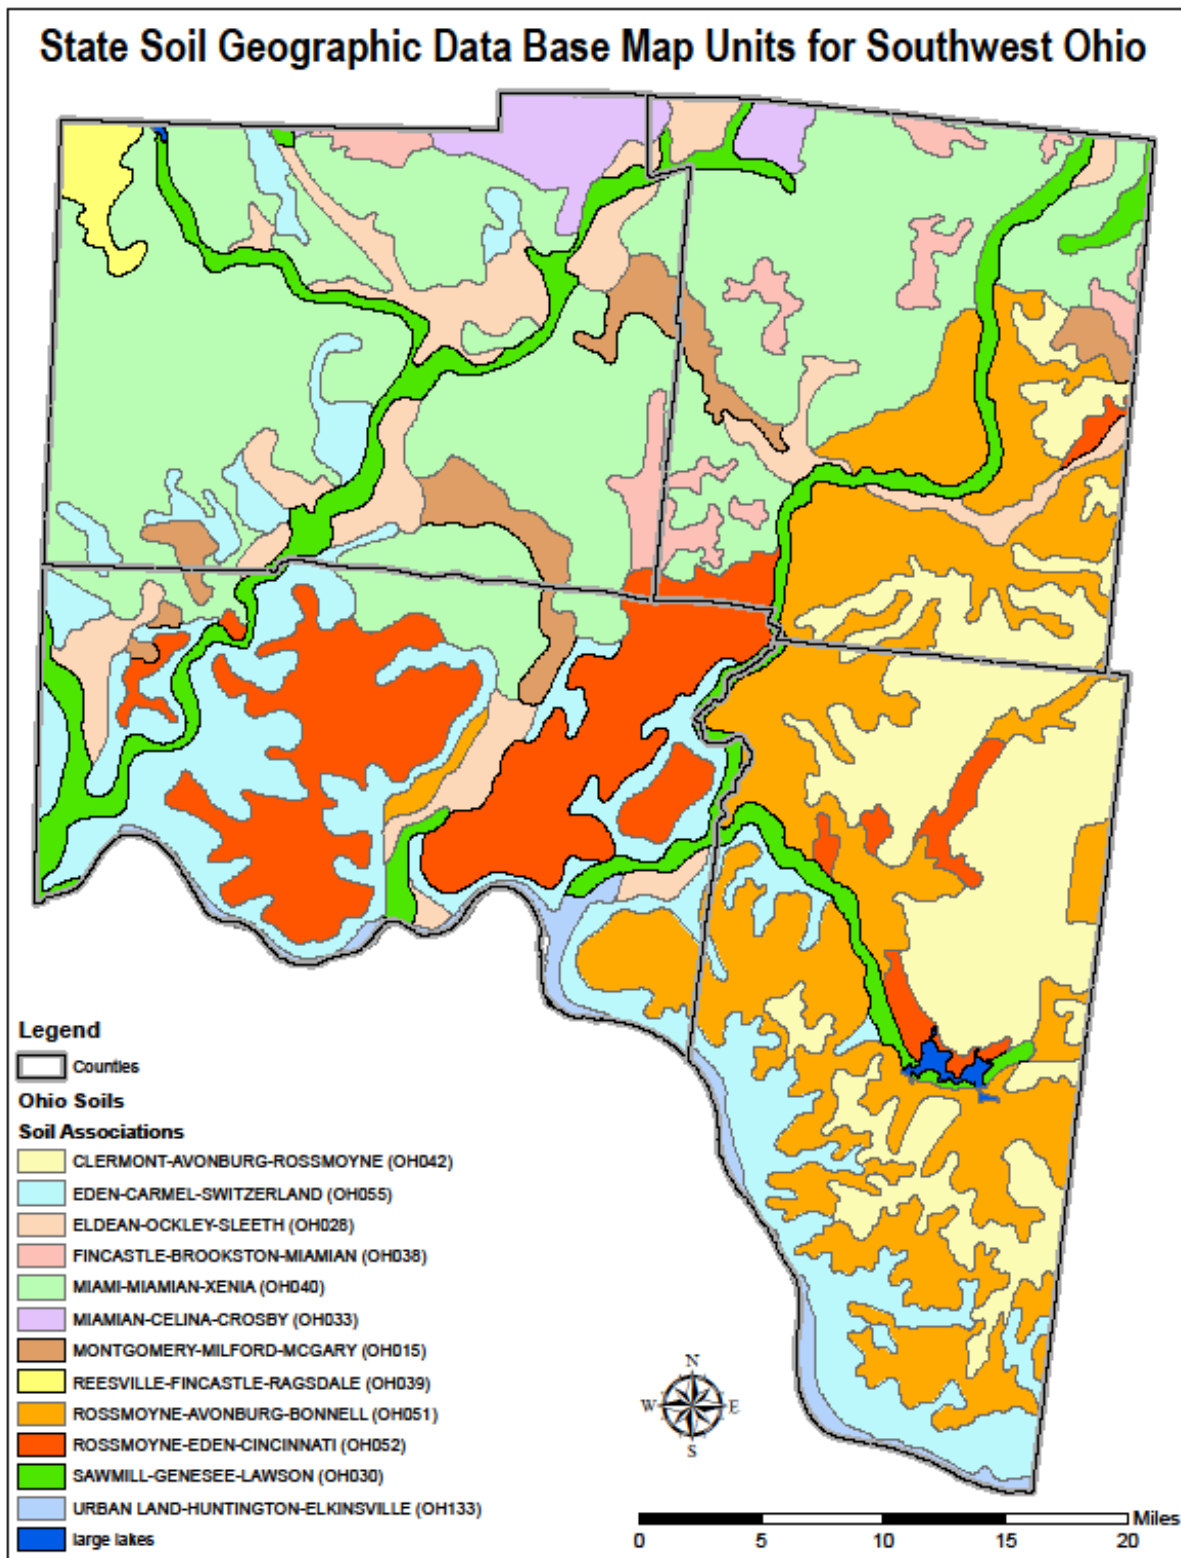 State Soil Geographic Data Base Map Units for Southwest Ohio
Legend
Counties
Ohio Soils
Soil Associations
CLERMONT-AVONBURG-ROSSMOYNE (OH042)
EDEN-CARMEL-SWITZERLAND (OH055)
ELDEAN-OCKLEY-SLEETH (OH028)
FINCASTLE-BROOKSTON-MIAMIAN (OH038)
MIAMI-MIAMIAN-XENIA (OH040)
MIAMIAN-CELINA-CROSBY (OH033)
MONTGOMERY-MILFORD-MCGARY (OH015)
REESVILLE-FINCASTLE-RAGSDALE (OH039)
ROSSMOYNE-AVONBURG-BONNELL (OH051)
ROSSMOYNE-EDEN-CINCINNATI (OH052)
SAWMILL-GENESEE-LAWSON (OH030)
URBAN LAND-HUNTINGTON-ELKINSVILLE (OH133)
large lakes
N
W E
S
Miles
0 5 10 15 20